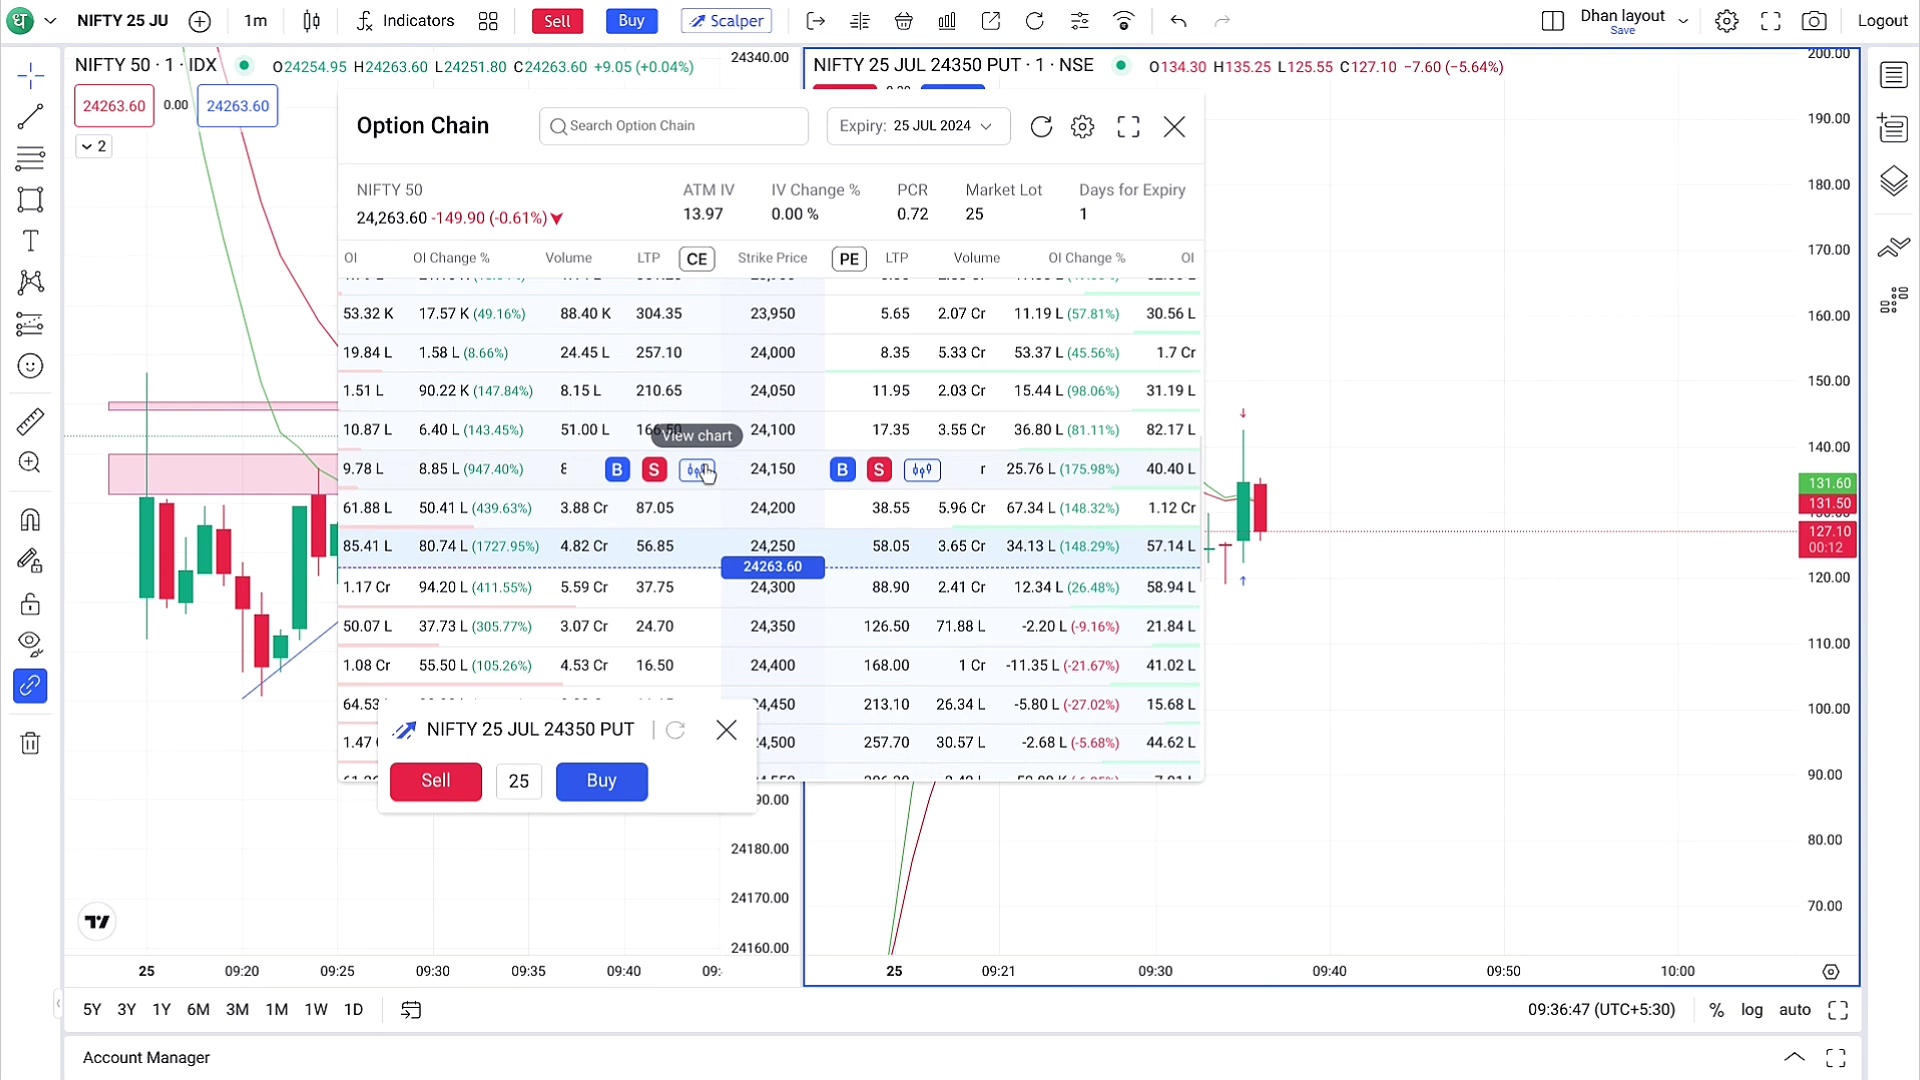 धा NIFTY 25 JU 1m Indicators Sell Buy Scalper Dhan layout Save Logout
NIFTY 50 · 1 · IDX O24254.95 H24263.60 L24251.80 C24263.60 +9.05 (+0.04%)
24263.60 0.00 24263.60
2
24340.00
NIFTY 25 JUL 24350 PUT · 1 · NSE O134.30 H135.25 L125.55 C127.10 −7.60 (−5.64%)
Option Chain Search Option Chain Expiry: 25 JUL 2024
NIFTY 50 ATM IV IV Change % PCR Market Lot Days for Expiry
24,263.60 -149.90 (-0.61%) 13.97 0.00 % 0.72 25 1
OI OI Change % Volume LTP CE Strike Price PE LTP Volume OI Change % OI
53.32 K 17.57 K (49.16%) 88.40 K 304.35 23,950 5.65 2.07 Cr 11.19 L (57.81%) 30.56 L
19.84 L 1.58 L (8.66%) 24.45 L 257.10 24,000 8.35 5.33 Cr 53.37 L (45.56%) 1.7 Cr
1.51 L 90.22 K (147.84%) 8.15 L 210.65 24,050 11.95 2.03 Cr 15.44 L (98.06%) 31.19 L
10.87 L 6.40 L (143.45%) 51.00 L 24,100 17.35 3.55 Cr 36.80 L (81.11%) 82.17 L
View chart
9.78 L 8.85 L (947.40%) B S 24,150 B S 25.76 L (175.98%) 40.40 L
61.88 L 50.41 L (439.63%) 3.88 Cr 87.05 24,200 38.55 5.96 Cr 67.34 L (148.32%) 1.12 Cr
85.41 L 80.74 L (1727.95%) 4.82 Cr 56.85 24,250 58.05 3.65 Cr 34.13 L (148.29%) 57.14 L
24263.60
1.17 Cr 94.20 L (411.55%) 5.59 Cr 37.75 24,300 88.90 2.41 Cr 12.34 L (26.48%) 58.94 L
50.07 L 37.73 L (305.77%) 3.07 Cr 24.70 24,350 126.50 71.88 L -2.20 L (-9.16%) 21.84 L
1.08 Cr 55.50 L (105.26%) 4.53 Cr 16.50 24,400 168.00 1 Cr -11.35 L (-21.67%) 41.02 L
64.53 4,450 213.10 26.34 L -5.80 L (-27.02%) 15.68 L
1.47 4,500 257.70 30.57 L -2.68 L (-5.68%) 44.62 L
NIFTY 25 JUL 24350 PUT
Sell 25 Buy
90.00
24180.00
24170.00
24160.00
200.00
190.00
180.00
170.00
160.00
150.00
140.00
131.60
131.50
127.10
00:12
120.00
110.00
100.00
90.00
80.00
70.00
25 09:20 09:25 09:30 09:35 09:40 09:
25 09:21 09:30 09:40 09:50 10:00
5Y 3Y 1Y 6M 3M 1M 1W 1D
09:36:47 (UTC+5:30) % log auto
Account Manager